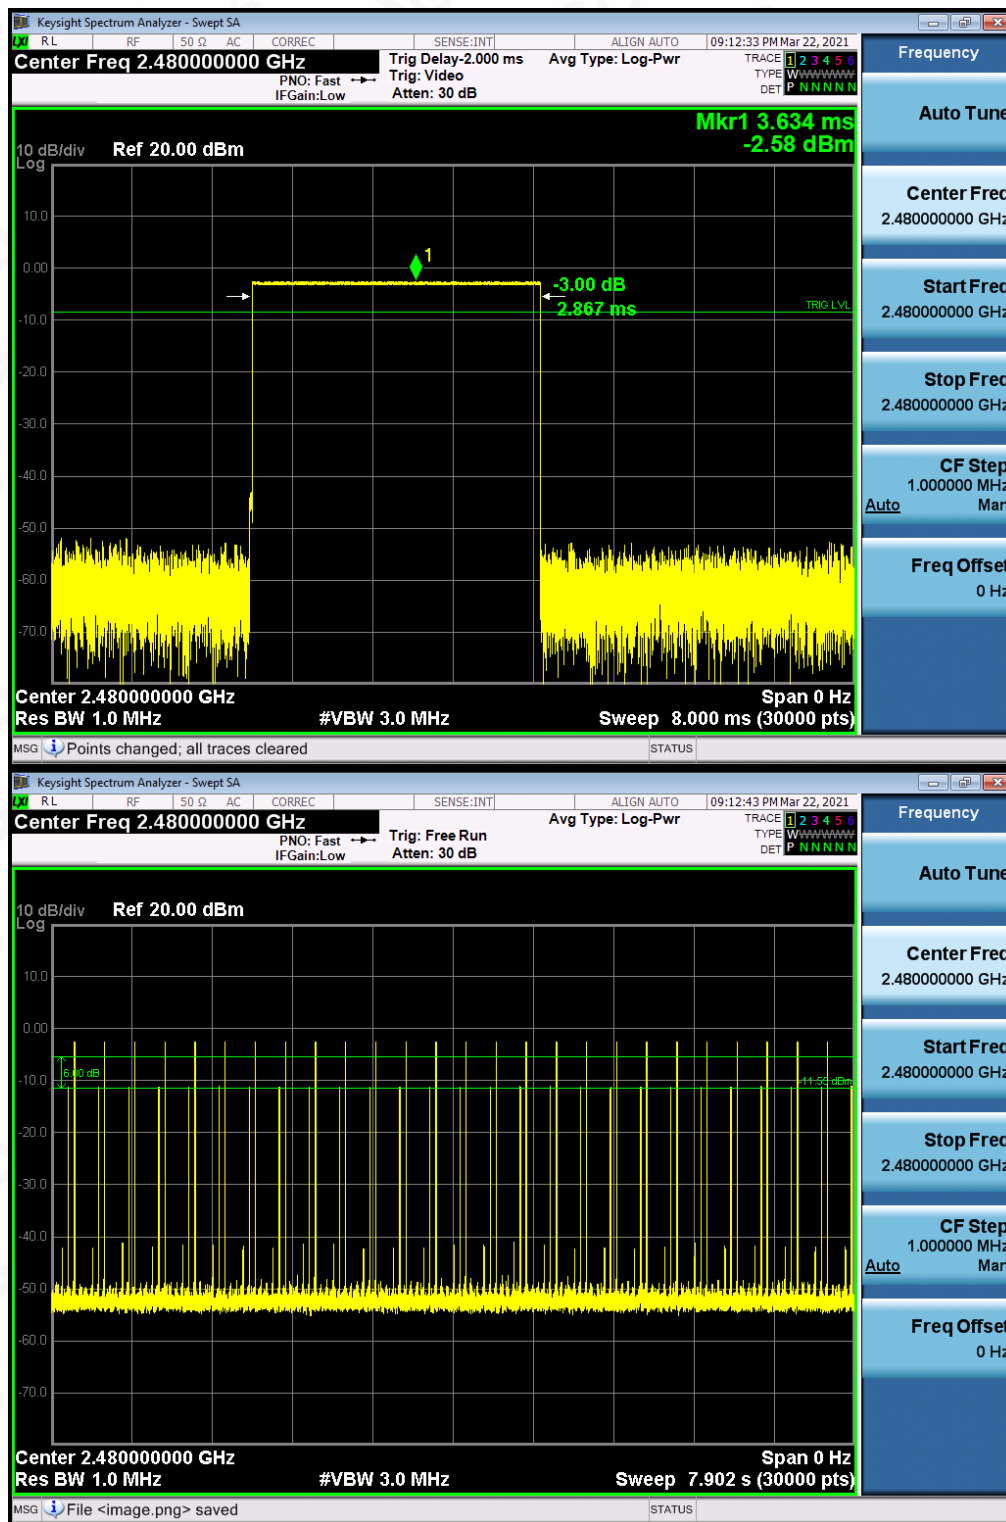 Keysight Spectrum Analyzer - Swept SA
LXI RL RF 50 Ω AC CORREC SENSE:INT ALIGN AUTO 09:12:33 PM Mar 22, 2021
Center Freq 2.480000000 GHz
PNO: Fast
IFGain:Low
Trig Delay-2.000 ms
Trig: Video
Atten: 30 dB
Avg Type: Log-Pwr
TRACE 1 2 3 4 5 6
TYPE WWWWWW
DET P N N N N N
Mkr1 3.634 ms
-2.58 dBm
10 dB/div Ref 20.00 dBm
Log
10.0
0.00
-10.0
-20.0
-30.0
-40.0
-50.0
-60.0
-70.0
1
-3.00 dB
2.867 ms
TRIG LVL
Center 2.480000000 GHz Span 0 Hz
Res BW 1.0 MHz #VBW 3.0 MHz Sweep 8.000 ms (30000 pts)
MSG Points changed; all traces cleared STATUS
Frequency
Auto Tune
Center Freq
2.480000000 GHz
Start Freq
2.480000000 GHz
Stop Freq
2.480000000 GHz
CF Step
1.000000 MHz
Auto Man
Freq Offset
0 Hz
Keysight Spectrum Analyzer - Swept SA
LXI RL RF 50 Ω AC CORREC SENSE:INT ALIGN AUTO 09:12:43 PM Mar 22, 2021
Center Freq 2.480000000 GHz
PNO: Fast
IFGain:Low
Trig: Free Run
Atten: 30 dB
Avg Type: Log-Pwr
TRACE 1 2 3 4 5 6
TYPE WWWWWW
DET P N N N N N
10 dB/div Ref 20.00 dBm
Log
10.0
0.00
-10.0
-20.0
-30.0
-40.0
-50.0
-60.0
-70.0
6.00 dB
Center 2.480000000 GHz Span 0 Hz
Res BW 1.0 MHz #VBW 3.0 MHz Sweep 7.902 s (30000 pts)
MSG File <image.png> saved STATUS
Frequency
Auto Tune
Center Freq
2.480000000 GHz
Start Freq
2.480000000 GHz
Stop Freq
2.480000000 GHz
CF Step
1.000000 MHz
Auto Man
Freq Offset
0 Hz